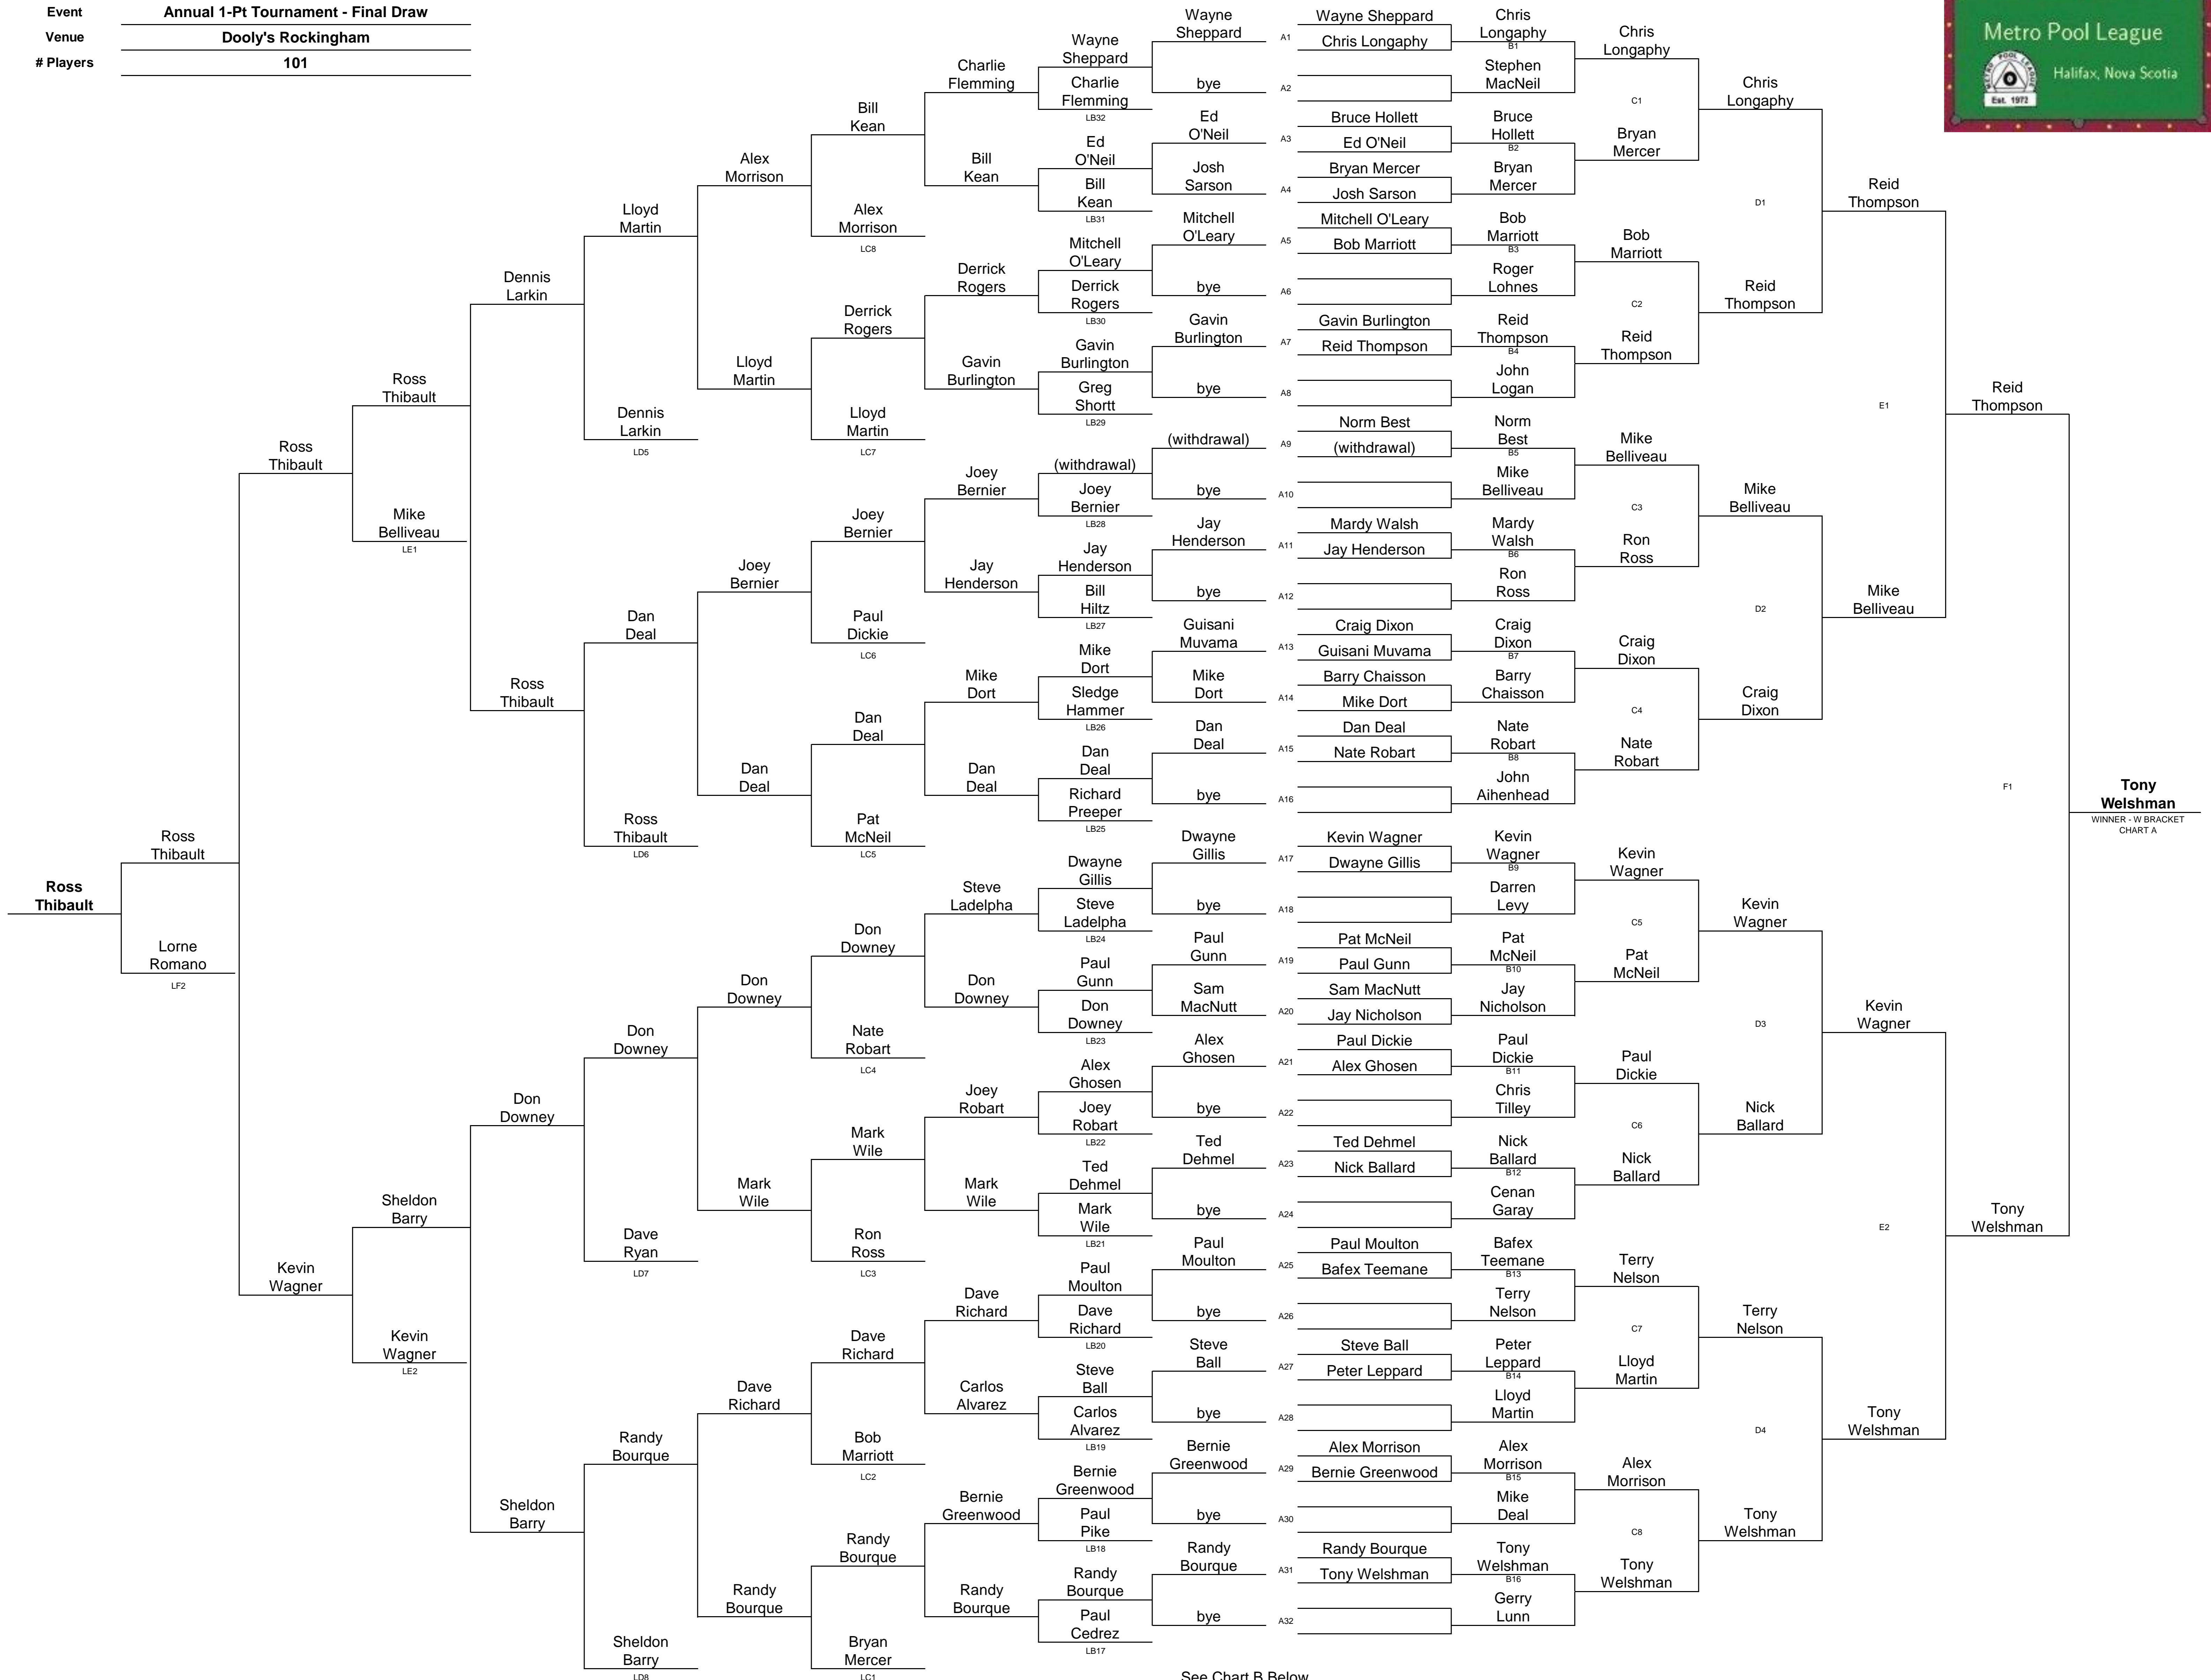 Event Annual 1-Pt Tournament - Final Draw
Venue Dooly's Rockingham
# Players 101
Metro Pool League
METRO POOL LEAGUE
Halifax, Nova Scotia
Est. 1972
Ross
Thibault
Ross
Thibault
Lorne
Romano
LF2
Ross
Thibault
Kevin
Wagner
Ross
Thibault
Mike
Belliveau
LE1
Sheldon
Barry
Kevin
Wagner
LE2
Dennis
Larkin
Ross
Thibault
Don
Downey
Sheldon
Barry
Lloyd
Martin
Dennis
Larkin
LD5
Dan
Deal
Ross
Thibault
LD6
Don
Downey
Dave
Ryan
LD7
Randy
Bourque
Sheldon
Barry
LD8
Alex
Morrison
Lloyd
Martin
Joey
Bernier
Dan
Deal
Don
Downey
Mark
Wile
Dave
Richard
Randy
Bourque
Bill
Kean
Alex
Morrison
LC8
Derrick
Rogers
Lloyd
Martin
LC7
Joey
Bernier
Paul
Dickie
LC6
Dan
Deal
Pat
McNeil
LC5
Don
Downey
Nate
Robart
LC4
Mark
Wile
Ron
Ross
LC3
Dave
Richard
Bob
Marriott
LC2
Randy
Bourque
Bryan
Mercer
LC1
Charlie
Flemming
Bill
Kean
Derrick
Rogers
Gavin
Burlington
Joey
Bernier
Jay
Henderson
Mike
Dort
Dan
Deal
Steve
Ladelpha
Don
Downey
Joey
Robart
Mark
Wile
Dave
Richard
Carlos
Alvarez
Bernie
Greenwood
Randy
Bourque
Wayne
Sheppard
Charlie
Flemming
LB32
Ed
O'Neil
Bill
Kean
LB31
Mitchell
O'Leary
Derrick
Rogers
LB30
Gavin
Burlington
Greg
Shortt
LB29
(withdrawal)
Joey
Bernier
LB28
Jay
Henderson
Bill
Hiltz
LB27
Mike
Dort
Sledge
Hammer
LB26
Dan
Deal
Richard
Preeper
LB25
Dwayne
Gillis
Steve
Ladelpha
LB24
Paul
Gunn
Don
Downey
LB23
Alex
Ghosen
Joey
Robart
LB22
Ted
Dehmel
Mark
Wile
LB21
Paul
Moulton
Dave
Richard
LB20
Steve
Ball
Carlos
Alvarez
LB19
Bernie
Greenwood
Paul
Pike
LB18
Randy
Bourque
Paul
Cedrez
LB17
Wayne
Sheppard
bye
Ed
O'Neil
Josh
Sarson
Mitchell
O'Leary
bye
Gavin
Burlington
bye
(withdrawal)
bye
Jay
Henderson
bye
Guisani
Muvama
Mike
Dort
Dan
Deal
bye
Dwayne
Gillis
bye
Paul
Gunn
Sam
MacNutt
Alex
Ghosen
bye
Ted
Dehmel
bye
Paul
Moulton
bye
Steve
Ball
bye
Bernie
Greenwood
bye
Randy
Bourque
bye
A1
A2
A3
A4
A5
A6
A7
A8
A9
A10
A11
A12
A13
A14
A15
A16
A17
A18
A19
A20
A21
A22
A23
A24
A25
A26
A27
A28
A29
A30
A31
A32
Wayne Sheppard
Chris Longaphy
Bruce Hollett
Ed O'Neil
Bryan Mercer
Josh Sarson
Mitchell O'Leary
Bob Marriott
Gavin Burlington
Reid Thompson
Norm Best
(withdrawal)
Mardy Walsh
Jay Henderson
Craig Dixon
Guisani Muvama
Barry Chaisson
Mike Dort
Dan Deal
Nate Robart
Kevin Wagner
Dwayne Gillis
Pat McNeil
Paul Gunn
Sam MacNutt
Jay Nicholson
Paul Dickie
Alex Ghosen
Ted Dehmel
Nick Ballard
Paul Moulton
Bafex Teemane
Steve Ball
Peter Leppard
Alex Morrison
Bernie Greenwood
Randy Bourque
Tony Welshman
Chris
Longaphy
B1
Stephen
MacNeil
Bruce
Hollett
B2
Bryan
Mercer
Bob
Marriott
B3
Roger
Lohnes
Reid
Thompson
B4
John
Logan
Norm
Best
B5
Mike
Belliveau
Mardy
Walsh
B6
Ron
Ross
Craig
Dixon
B7
Barry
Chaisson
Nate
Robart
B8
John
Aihenhead
Kevin
Wagner
B9
Darren
Levy
Pat
McNeil
B10
Jay
Nicholson
Paul
Dickie
B11
Chris
Tilley
Nick
Ballard
B12
Cenan
Garay
Bafex
Teemane
B13
Terry
Nelson
Peter
Leppard
B14
Lloyd
Martin
Alex
Morrison
B15
Mike
Deal
Tony
Welshman
B16
Gerry
Lunn
Chris
Longaphy
C1
Bryan
Mercer
Bob
Marriott
C2
Reid
Thompson
Mike
Belliveau
C3
Ron
Ross
Craig
Dixon
C4
Nate
Robart
Kevin
Wagner
C5
Pat
McNeil
Paul
Dickie
C6
Nick
Ballard
Terry
Nelson
C7
Lloyd
Martin
Alex
Morrison
C8
Tony
Welshman
Chris
Longaphy
D1
Reid
Thompson
Mike
Belliveau
D2
Craig
Dixon
Kevin
Wagner
D3
Nick
Ballard
Terry
Nelson
D4
Tony
Welshman
Reid
Thompson
E1
Mike
Belliveau
Kevin
Wagner
E2
Tony
Welshman
Reid
Thompson
F1
Tony
Welshman
Tony
Welshman
WINNER - W BRACKET
CHART A
See Chart B Below